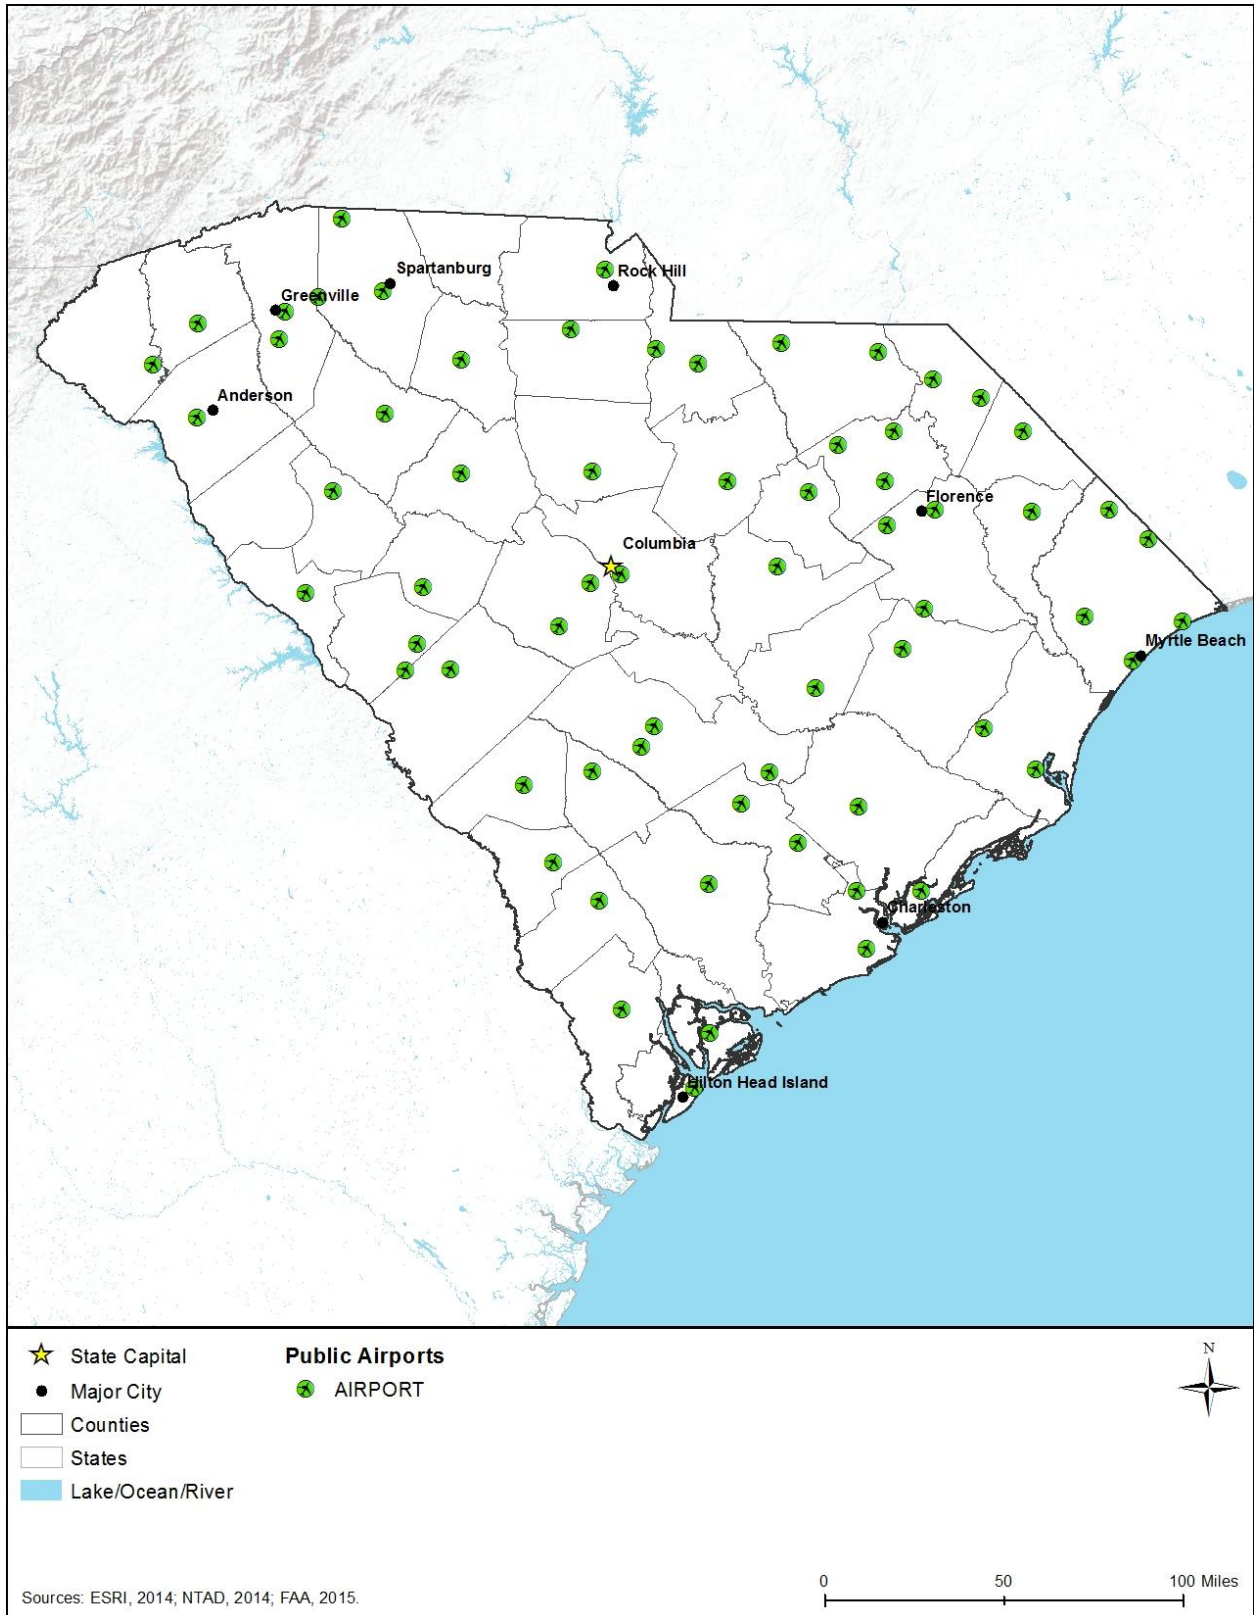 Spartanburg
Rock Hill
Greenville
Anderson
Florence
Columbia
Myrtle Beach
Charleston
Hilton Head Island
State Capital
Major City
Counties
States
Lake/Ocean/River
Public Airports
AIRPORT
N
Sources: ESRI, 2014; NTAD, 2014; FAA, 2015.
0 50 100 Miles